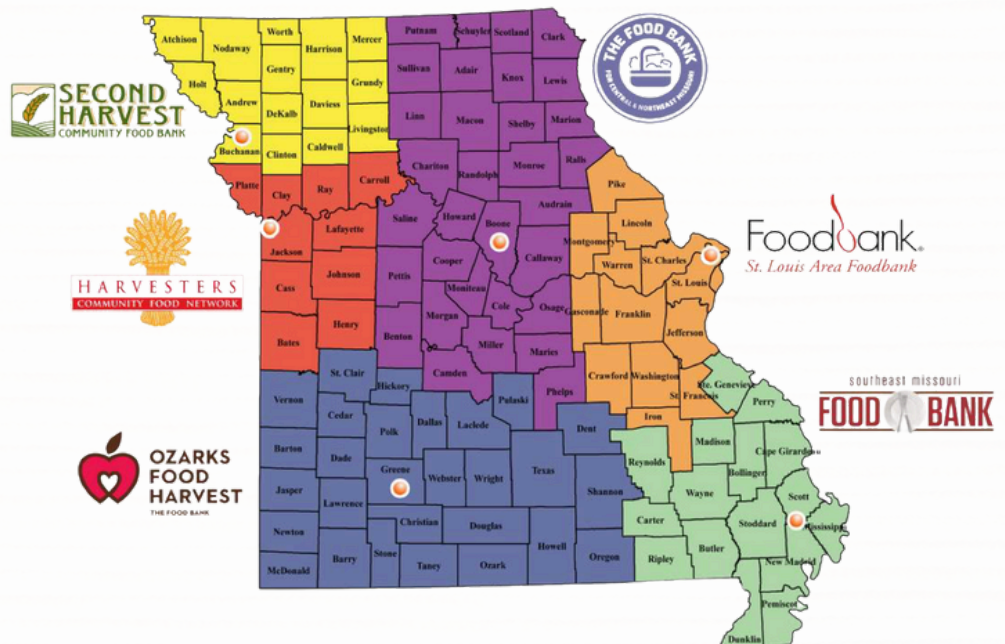 THE FOOD BANK
FOR CENTRAL & NORTHEAST MISSOURI
SECOND
HARVEST
COMMUNITY FOOD BANK
HARVESTERS
COMMUNITY FOOD NETWORK
OZARKS
FOOD
HARVEST
THE FOOD BANK
Foodbank
St. Louis Area Foodbank
southeast missouri
FOOD BANK
Atchison
Nodaway
Worth
Harrison
Mercer
Holt
Gentry
Grundy
Andrew
DeKalb
Daviess
Livingston
Buchanan
Clinton
Caldwell
Putnam
Schuyler
Scotland
Clark
Sullivan
Adair
Knox
Lewis
Linn
Macon
Shelby
Marion
Chariton
Randolph
Monroe
Ralls
Platte
Clay
Ray
Carroll
Saline
Howard
Boone
Audrain
Pike
Jackson
Lafayette
Cooper
Callaway
Montgomery
Lincoln
Warren
St. Charles
St. Louis
Cass
Johnson
Pettis
Moniteau
Cole
Osage
Gasconade
Franklin
Jefferson
Bates
Henry
Benton
Morgan
Miller
Maries
Camden
Phelps
Crawford
Washington
St. Francis
Ste. Genevieve
Perry
Iron
Vernon
St. Clair
Hickory
Cedar
Polk
Dallas
Laclede
Pulaski
Dent
Barton
Dade
Greene
Webster
Wright
Texas
Shannon
Jasper
Lawrence
Christian
Douglas
Howell
Oregon
Newton
McDonald
Barry
Stone
Taney
Ozark
Reynolds
Madison
Bollinger
Cape Girardeau
Wayne
Scott
Carter
Stoddard
Mississippi
Ripley
Butler
New Madrid
Pemiscot
Dunklin